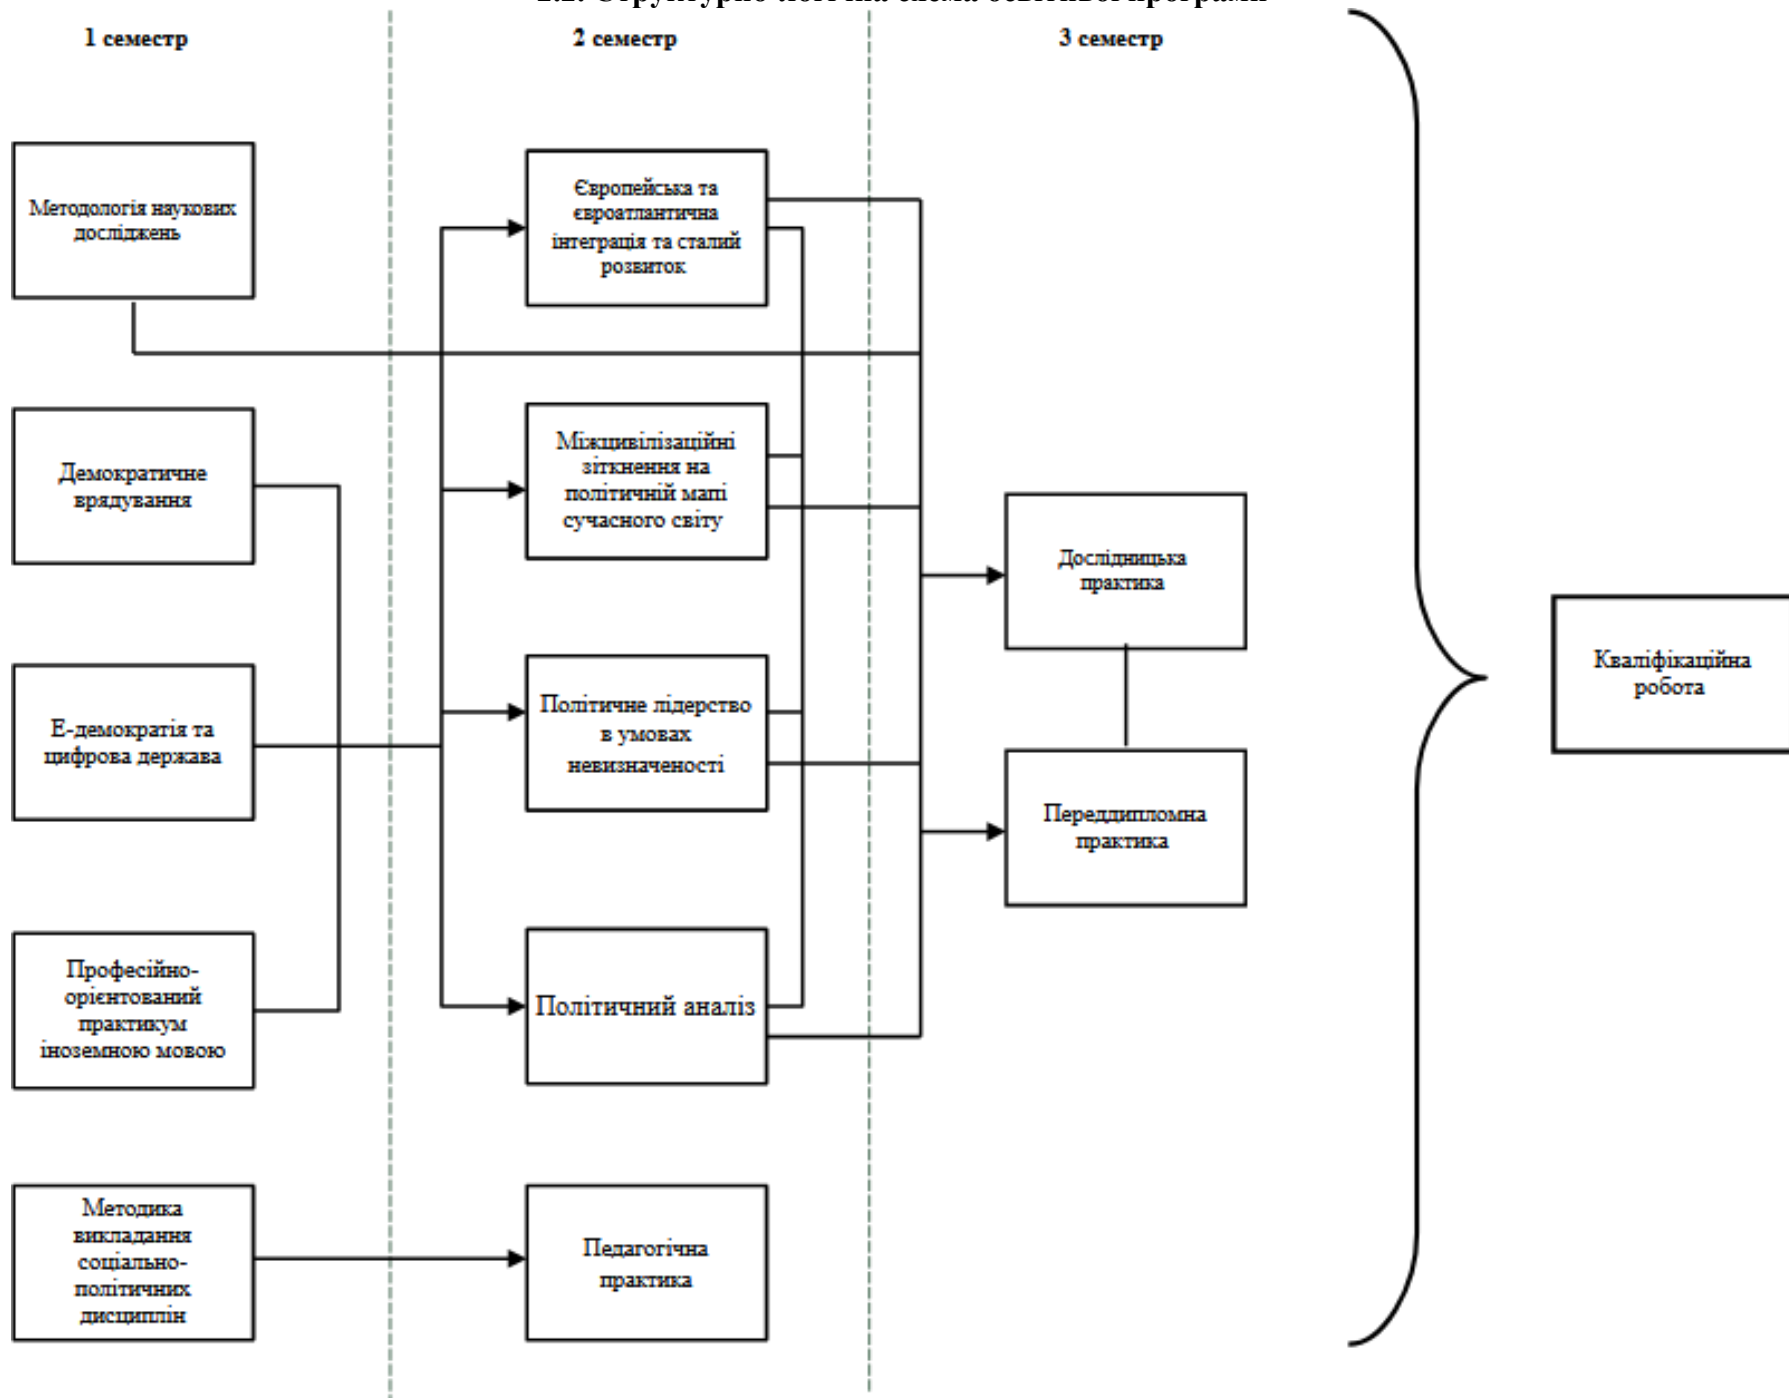 1 семестр
2 семестр
3 семестр
Методологія наукових
досліджень
Європейська та
євроатлантична
інтеграція та сталий
розвиток
Демократичне
врядування
Міжцивілізаційні
зіткнення на
політичній мапі
сучасного світу
Дослідницька
практика
Е-демократія та
цифрова держава
Політичне лідерство
в умовах
невизначеності
Переддипломна
практика
Кваліфікаційна
робота
Професійно-
орієнтований
практикум
іноземною мовою
Політичний аналіз
Методика
викладання
соціально-
політичних
дисциплін
Педагогічна
практика